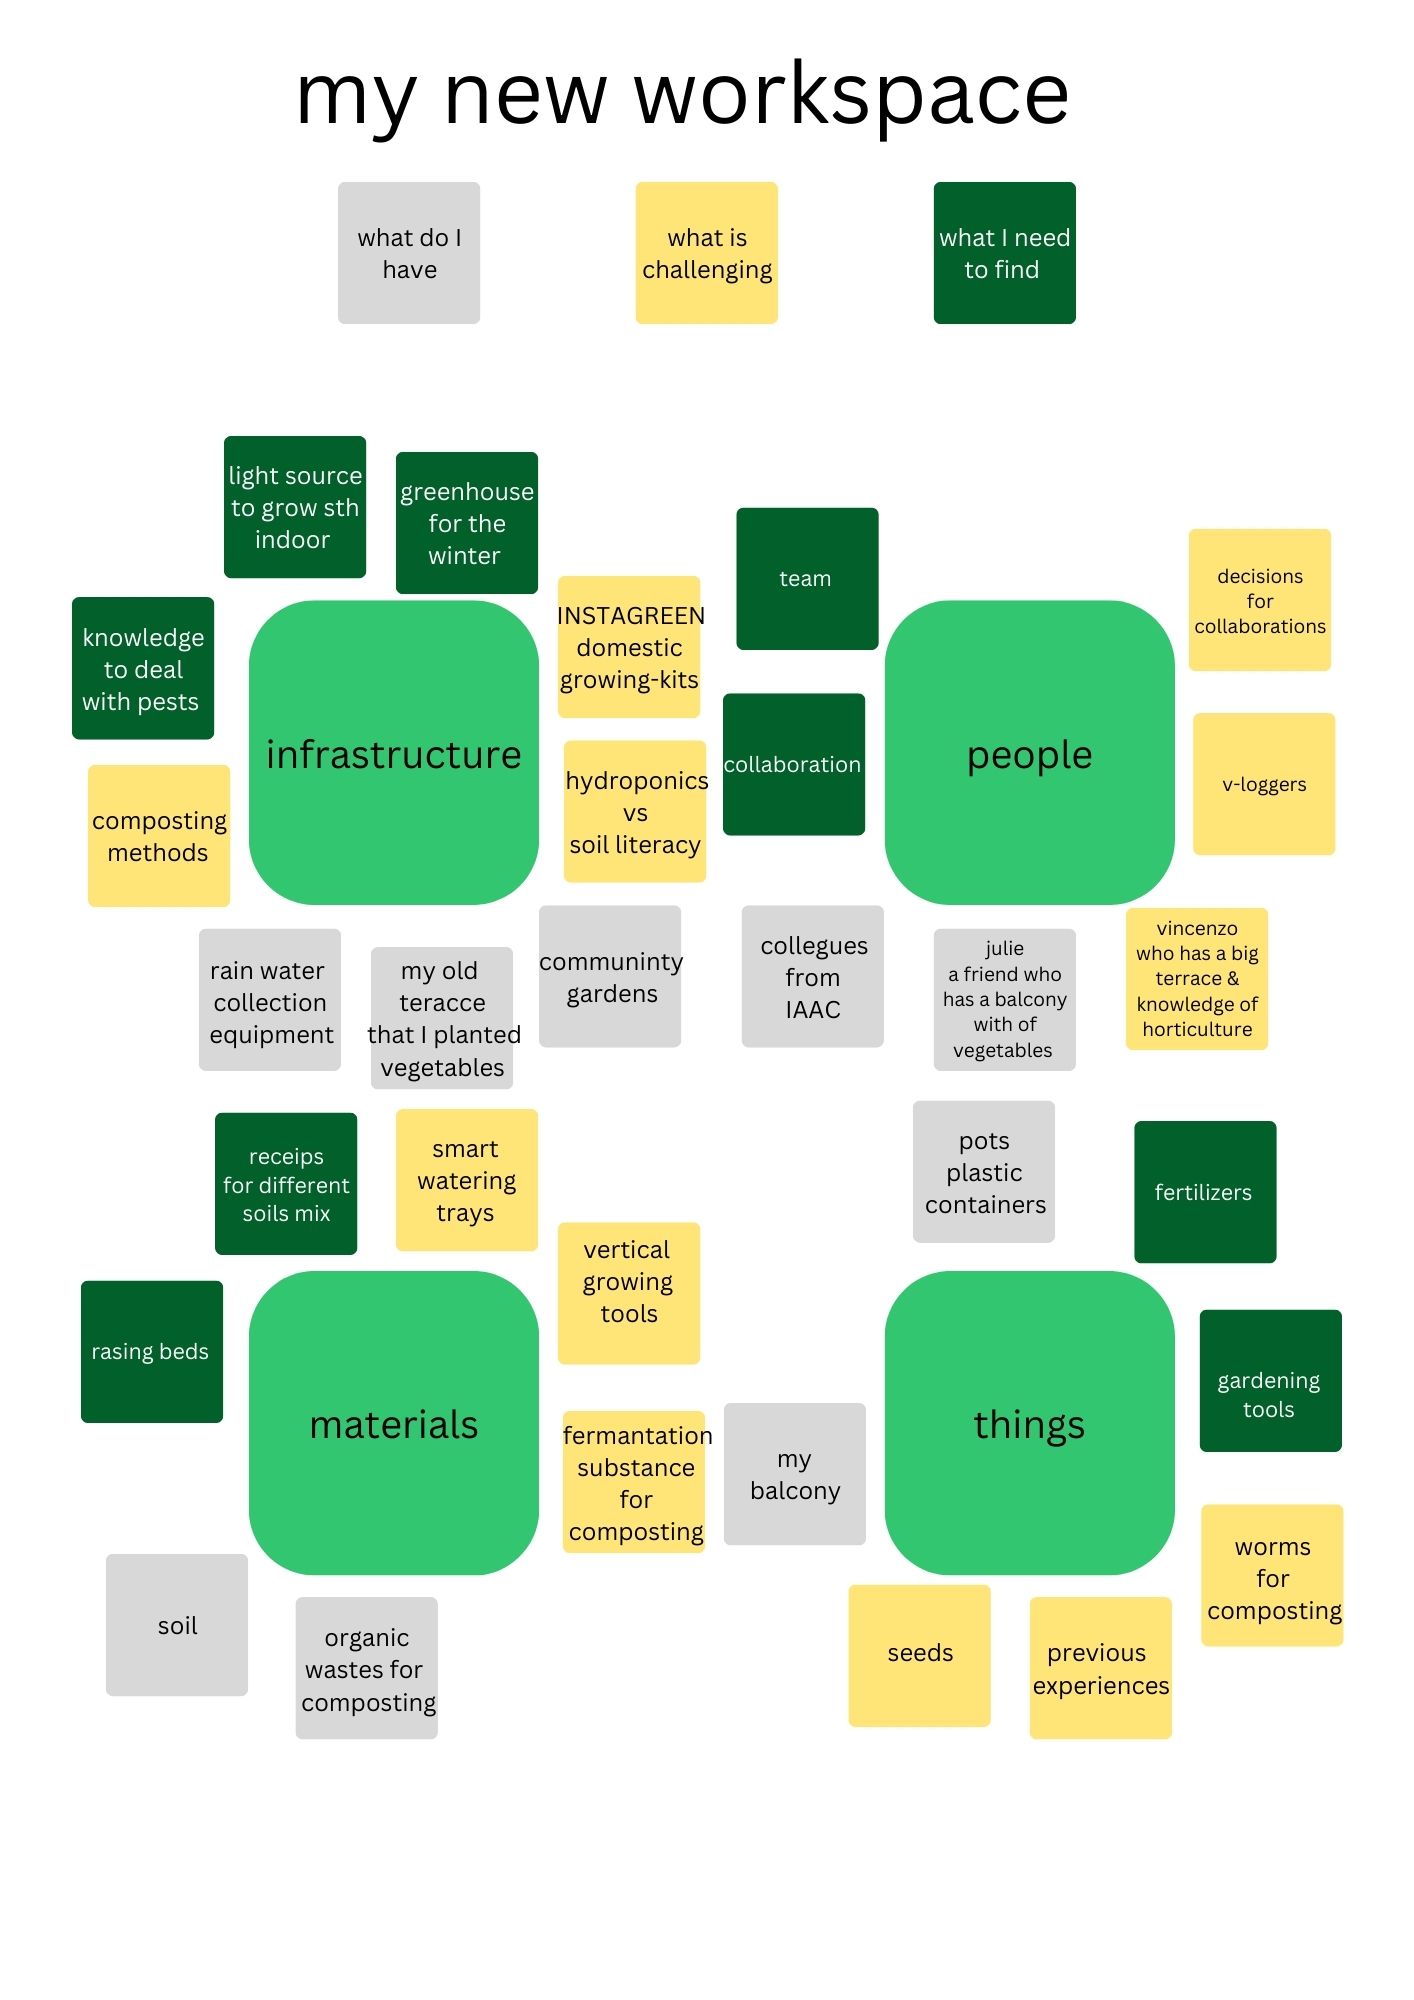 my new workspace
what do I
have
what is
challenging
what I need
to find
light source
to grow sth
indoor
greenhouse
for the
winter
knowledge
to deal
with pests
INSTAGREEN
domestic
growing-kits
infrastructure
hydroponics
vs
soil literacy
composting
methods
rain water
collection
equipment
my old
teracce
that I planted
vegetables
communinty
gardens
team
decisions
for
collaborations
collaboration
people
v-loggers
collegues
from
IAAC
julie
a friend who
has a balcony
with of
vegetables
vincenzo
who has a big
terrace &
knowledge of
horticulture
receips
for different
soils mix
smart
watering
trays
vertical
growing
tools
rasing beds
materials
fermantation
substance
for
composting
soil
organic
wastes for
composting
pots
plastic
containers
fertilizers
my
balcony
things
gardening
tools
worms
for
composting
seeds
previous
experiences